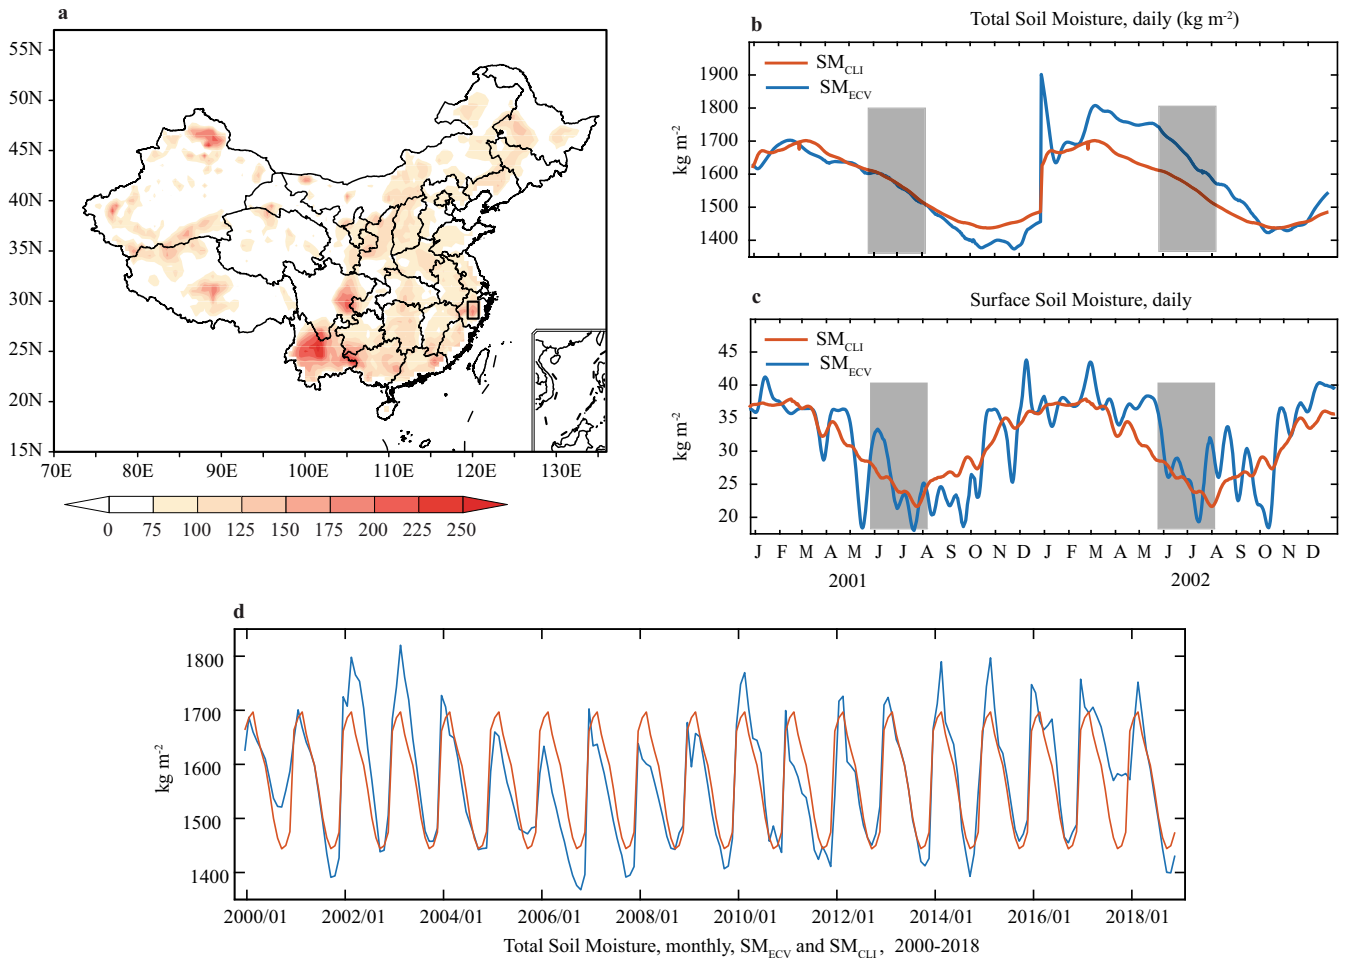 a
55N
50N
45N
40N
35N
30N
25N
20N
15N
70E 80E 90E 100E 110E 120E 130E
0 75 100 125 150 175 200 225 250
b Total Soil Moisture, daily (kg m-2)
SMCLI
SMECV
1900
1800
1700
1600
1500
1400
kg m-2
c Surface Soil Moisture, daily
SMCLI
SMECV
45
40
35
30
25
20
kg m-2
J F M A M J J A S O N D J F M A M J J A S O N D
2001 2002
d
1800
1700
1600
1500
1400
kg m-2
2000/01 2002/01 2004/01 2006/01 2008/01 2010/01 2012/01 2014/01 2016/01 2018/01
Total Soil Moisture, monthly, SMECV and SMCLI, 2000-2018